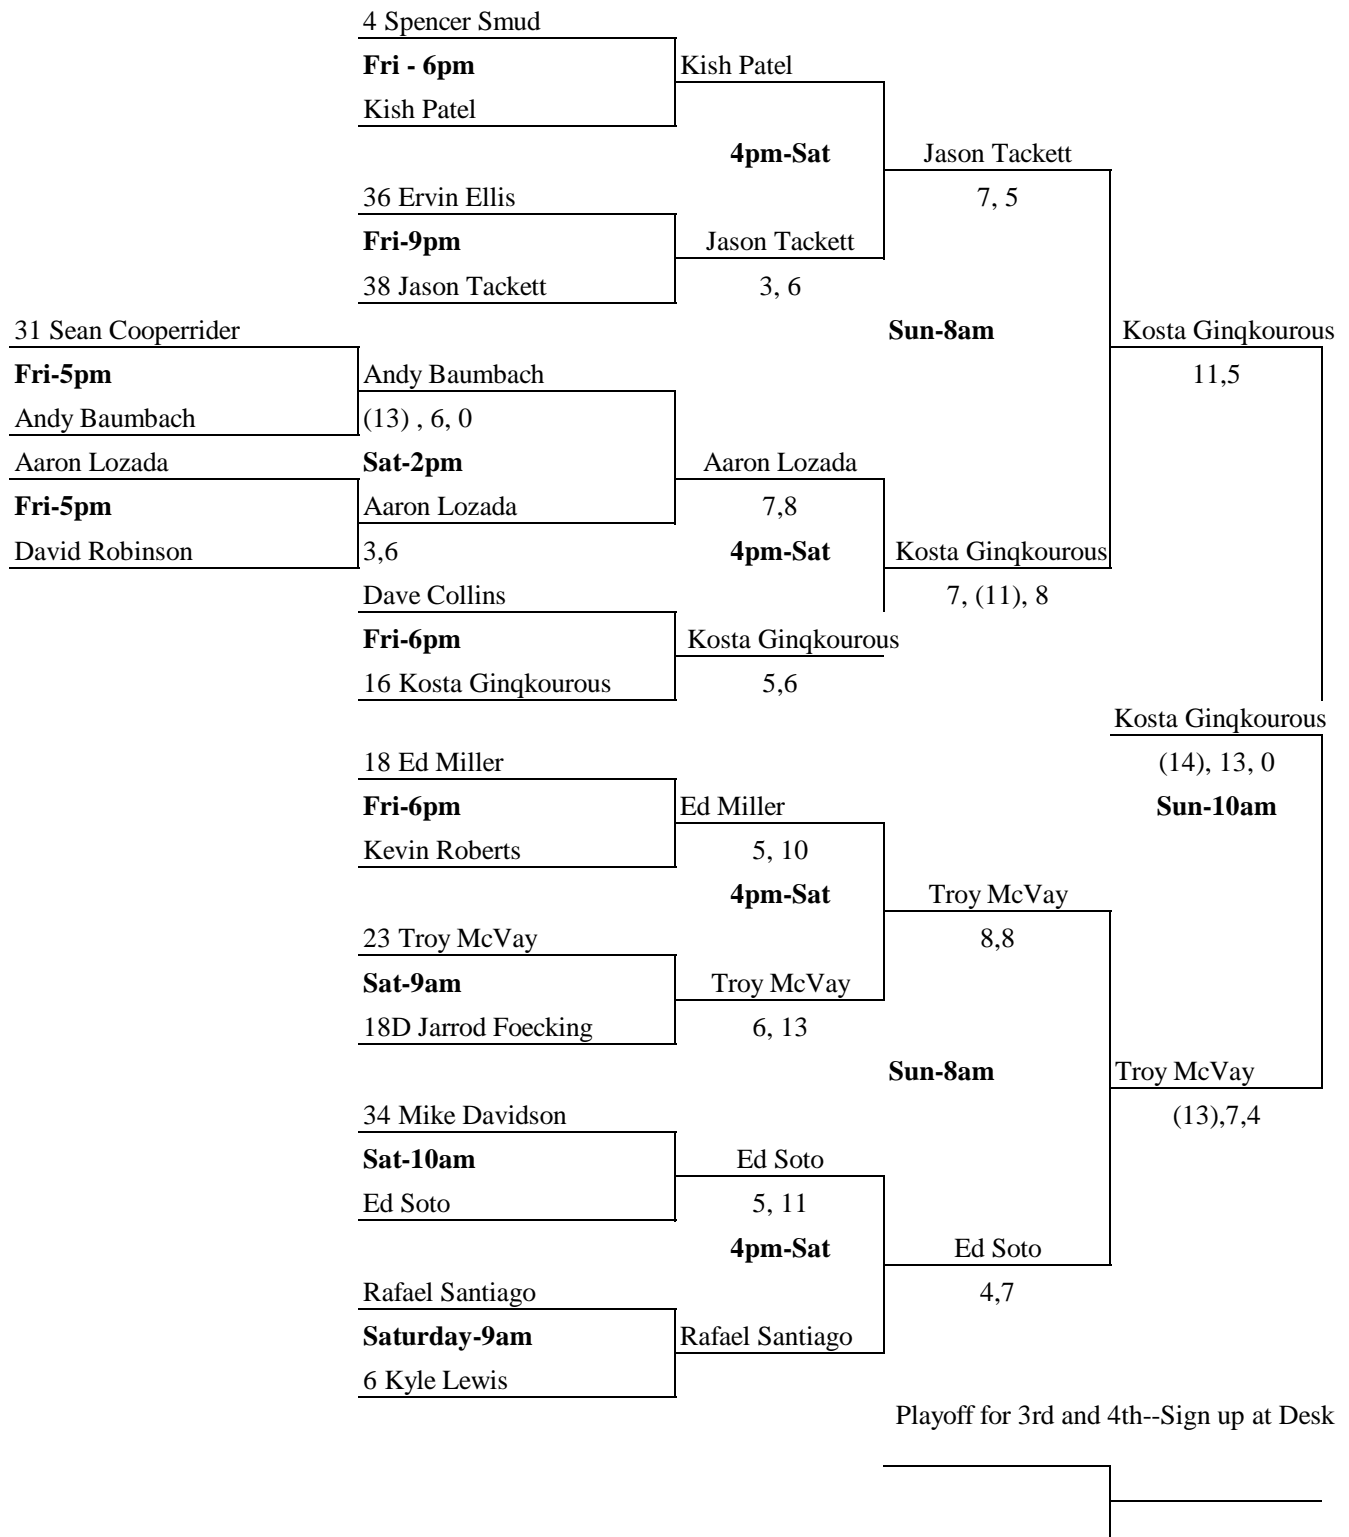 4 Spencer Smud
Fri - 6pm
Kish Patel
Kish Patel
4pm-Sat
Jason Tackett
36 Ervin Ellis
7, 5
Fri-9pm
Jason Tackett
38 Jason Tackett
3, 6
31 Sean Cooperrider
Sun-8am
Kosta Ginqkourous
Fri-5pm
Andy Baumbach
11,5
Andy Baumbach
(13) , 6, 0
Aaron Lozada
Sat-2pm
Aaron Lozada
Fri-5pm
Aaron Lozada
7,8
David Robinson
3,6
4pm-Sat
Kosta Ginqkourous
Dave Collins
7, (11), 8
Fri-6pm
Kosta Ginqkourous
16 Kosta Ginqkourous
5,6
Kosta Ginqkourous
18 Ed Miller
(14), 13, 0
Fri-6pm
Ed Miller
Sun-10am
Kevin Roberts
5, 10
4pm-Sat
Troy McVay
23 Troy McVay
8,8
Sat-9am
Troy McVay
18D Jarrod Foecking
6, 13
Sun-8am
Troy McVay
34 Mike Davidson
(13),7,4
Sat-10am
Ed Soto
Ed Soto
5, 11
4pm-Sat
Ed Soto
Rafael Santiago
4,7
Saturday-9am
Rafael Santiago
6 Kyle Lewis
Playoff for 3rd and 4th--Sign up at Desk